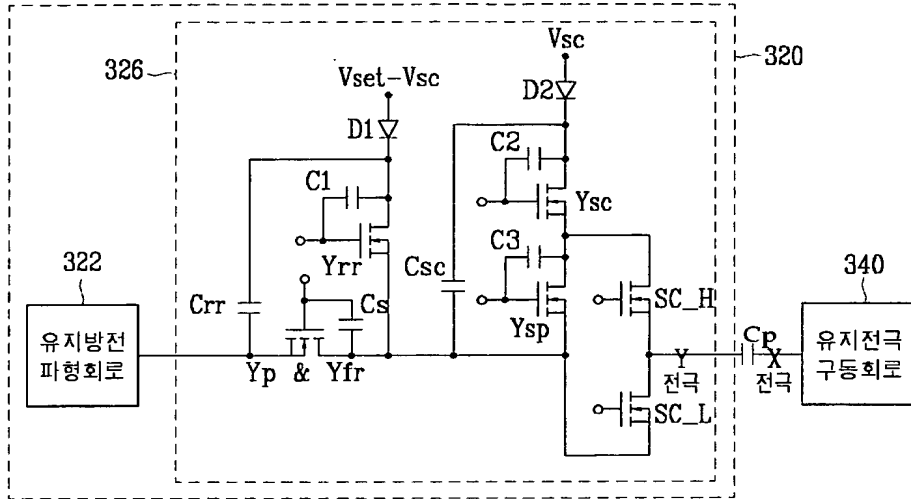 326
320
Vset-Vsc
D1
Vsc
D2
C1
C2
Ysc
C3
Yrr
Ysp
Crr
Cs
Csc
SC_H
SC_L
322
유지방전
파형회로
Yp & Yfr
Y
전극
Cp
X
전극
340
유지전극
구동회로